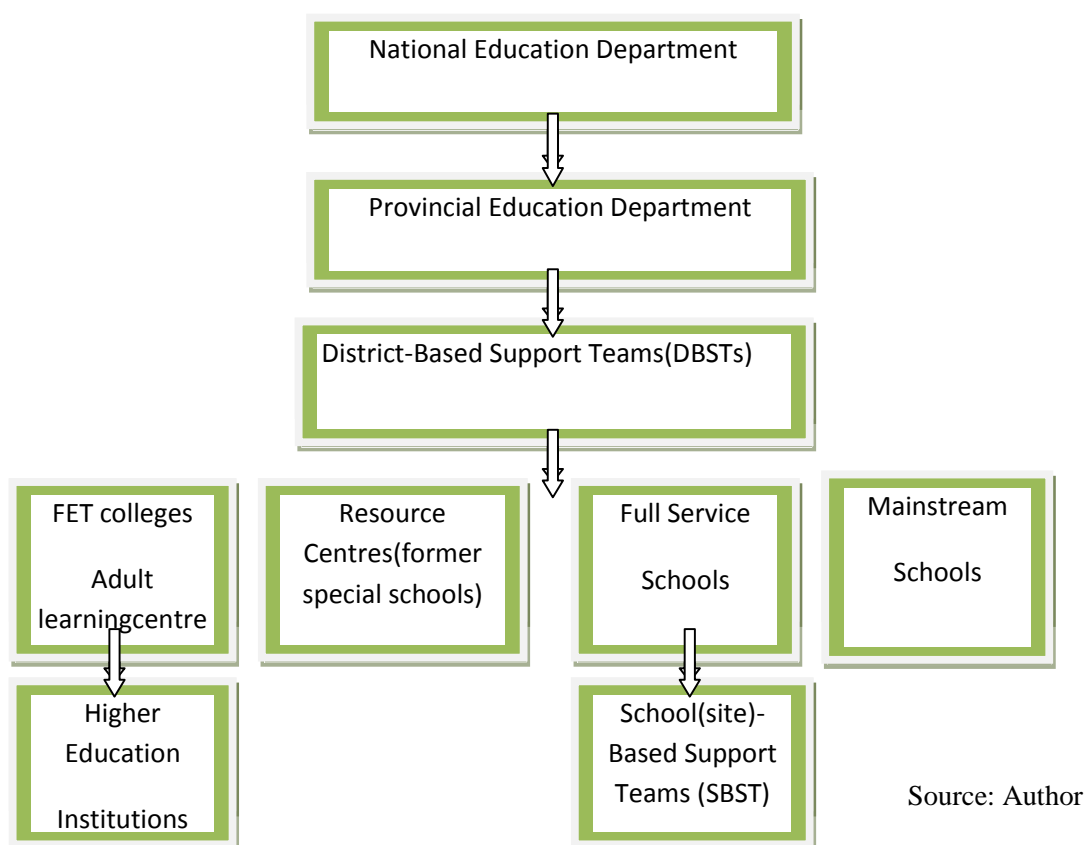 National Education Department
Provincial Education Department
District-Based Support Teams(DBSTs)
FET colleges
Adult
learningcentre
Resource
Centres(former
special schools)
Full Service
Schools
Mainstream
Schools
Higher
Education
Institutions
School(site)-
Based Support
Teams (SBST)
Source: Author